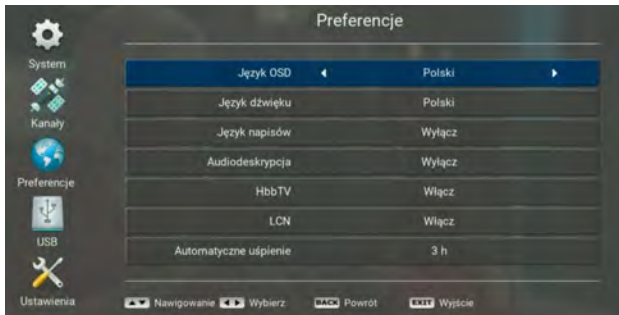 Preferencje
System
Kanały
Preferencje
USB
Ustawienia
Język OSD Polski
Język dźwięku Polski
Język napisów Wyłącz
Audiodeskrypcja Wyłącz
HbbTV Włącz
LCN Włącz
Automatyczne uśpienie 3 h
Nawigowanie Wybierz BACK Powrót EXIT Wyjście